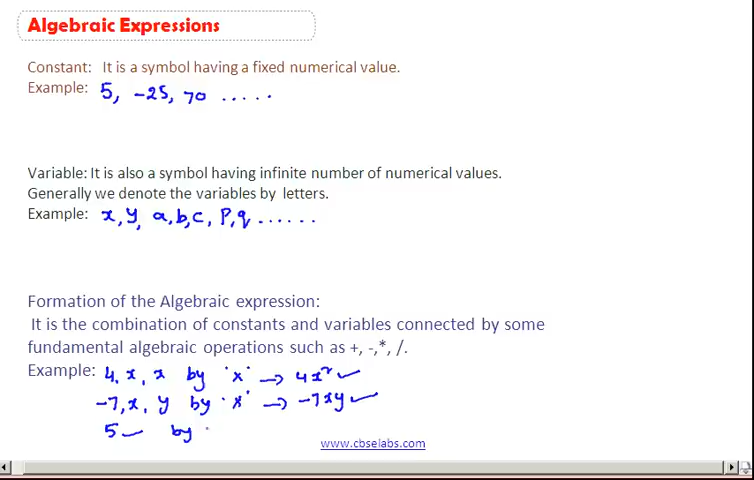 Algebraic Expressions
Constant: It is a symbol having a fixed numerical value.
Example: 5, -25, 70 .....
Variable: It is also a symbol having infinite number of numerical values.
Generally we denote the variables by letters.
Example: x, y, a, b, c, p, q ......
Formation of the Algebraic expression:
It is the combination of constants and variables connected by some
fundamental algebraic operations such as +, -,*, /.
Example: 4, x, x by 'x' → 4x² ✓
-7, x, y by 'x' → -7xy ✓
5 by '
www.cbselabs.com